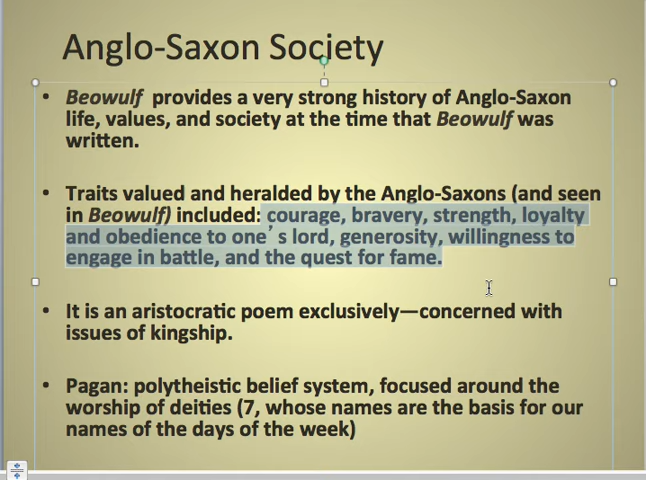 Anglo-Saxon Society
• Beowulf provides a very strong history of Anglo-Saxon
life, values, and society at the time that Beowulf was
written.
• Traits valued and heralded by the Anglo-Saxons (and seen
in Beowulf) included: courage, bravery, strength, loyalty
and obedience to one’s lord, generosity, willingness to
engage in battle, and the quest for fame.
• It is an aristocratic poem exclusively—concerned with
issues of kingship.
• Pagan: polytheistic belief system, focused around the
worship of deities (7, whose names are the basis for our
names of the days of the week)